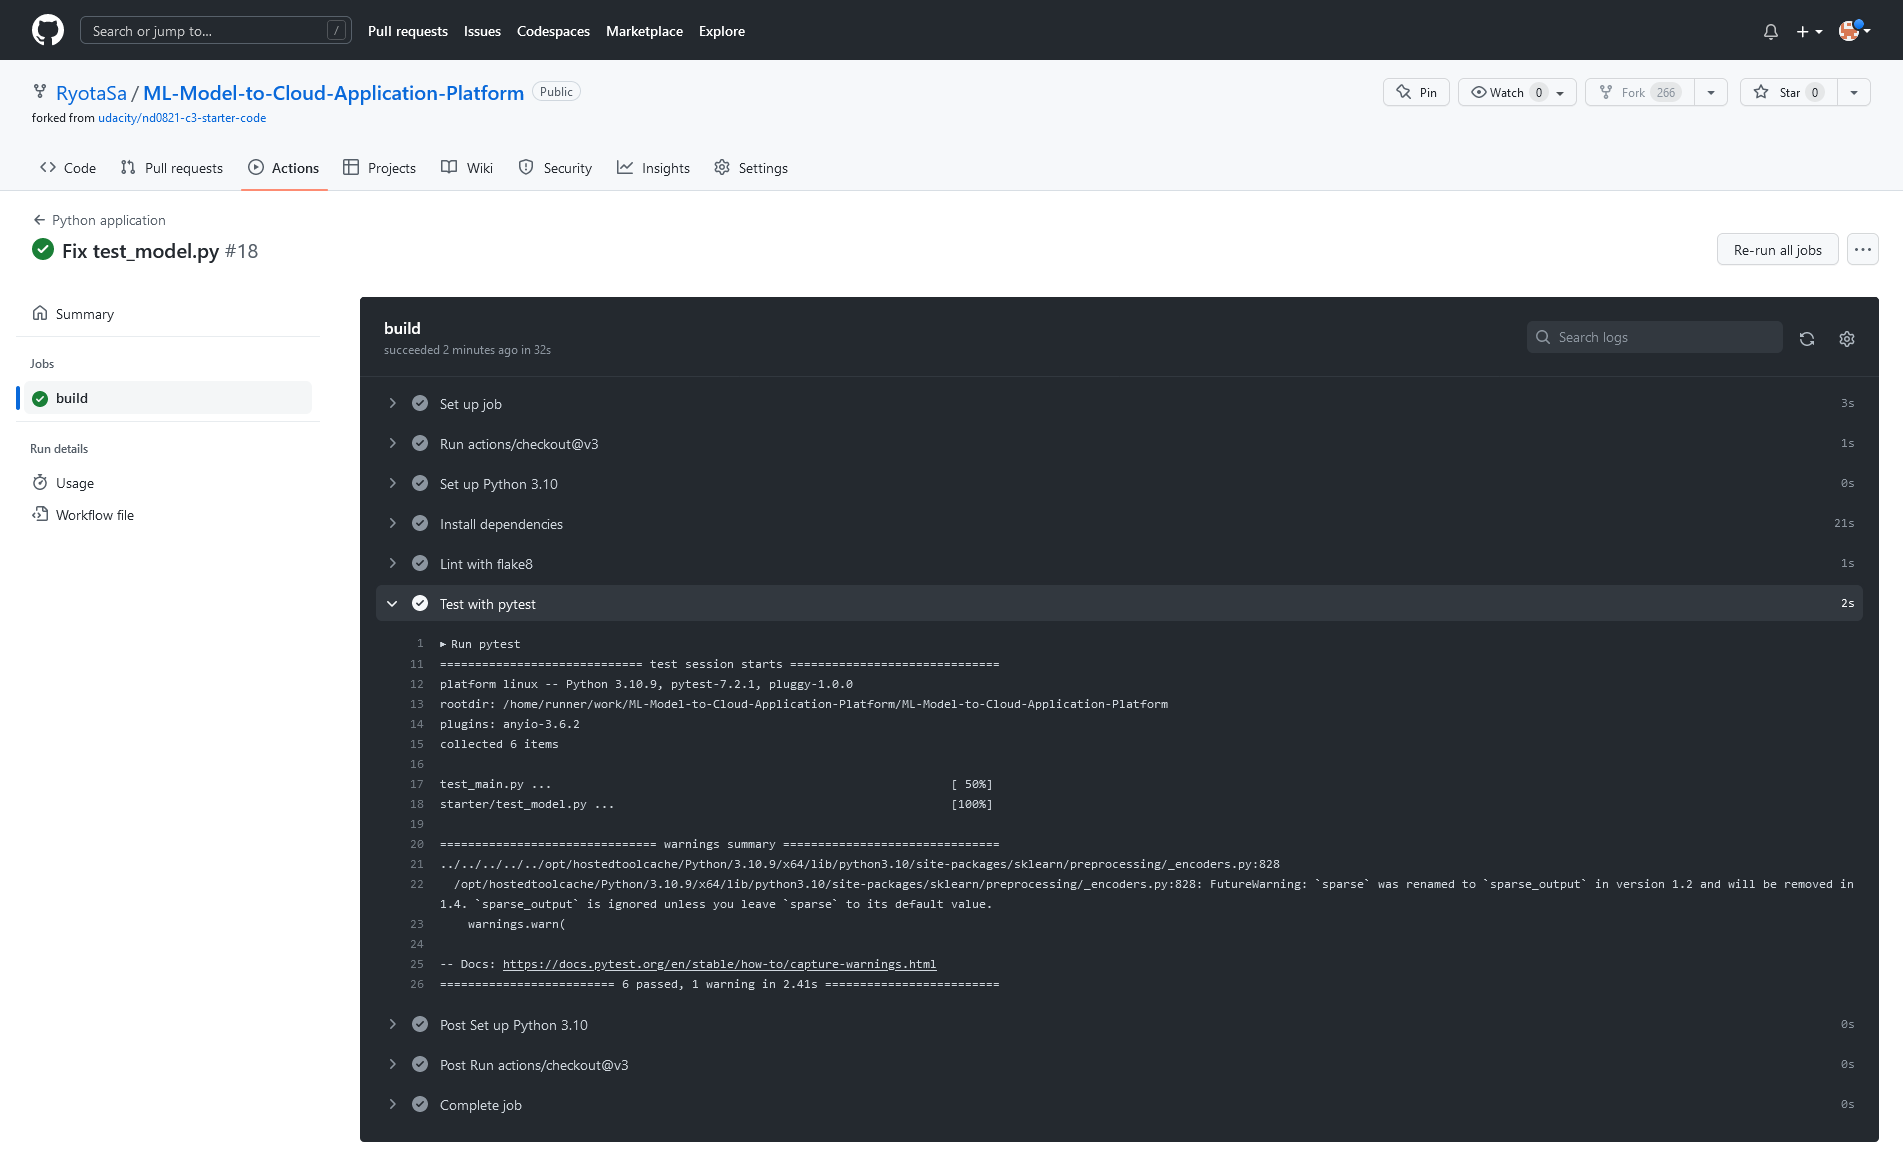 Search or jump to... /
Pull requests Issues Codespaces Marketplace Explore
RyotaSa / ML-Model-to-Cloud-Application-Platform Public
Pin Watch 0 Fork 266 Star 0
forked from udacity/nd0821-c3-starter-code
Code Pull requests Actions Projects Wiki Security Insights Settings
Python application
Fix test_model.py #18
Re-run all jobs
Summary
Jobs
build
Run details
Usage
Workflow file
build
succeeded 2 minutes ago in 32s
Search logs
Set up job 3s
Run actions/checkout@v3 1s
Set up Python 3.10 0s
Install dependencies 21s
Lint with flake8 1s
Test with pytest 2s
1 ▶ Run pytest
11 ============================= test session starts ==============================
12 platform linux -- Python 3.10.9, pytest-7.2.1, pluggy-1.0.0
13 rootdir: /home/runner/work/ML-Model-to-Cloud-Application-Platform/ML-Model-to-Cloud-Application-Platform
14 plugins: anyio-3.6.2
15 collected 6 items
16
17 test_main.py ... [ 50%]
18 starter/test_model.py ... [100%]
19
20 =============================== warnings summary ===============================
21 ../../../../../opt/hostedtoolcache/Python/3.10.9/x64/lib/python3.10/site-packages/sklearn/preprocessing/_encoders.py:828
22 /opt/hostedtoolcache/Python/3.10.9/x64/lib/python3.10/site-packages/sklearn/preprocessing/_encoders.py:828: FutureWarning: `sparse` was renamed to `sparse_output` in version 1.2 and will be removed in
1.4. `sparse_output` is ignored unless you leave `sparse` to its default value.
23 warnings.warn(
24
25 -- Docs: https://docs.pytest.org/en/stable/how-to/capture-warnings.html
26 ========================= 6 passed, 1 warning in 2.41s =========================
Post Set up Python 3.10 0s
Post Run actions/checkout@v3 0s
Complete job 0s